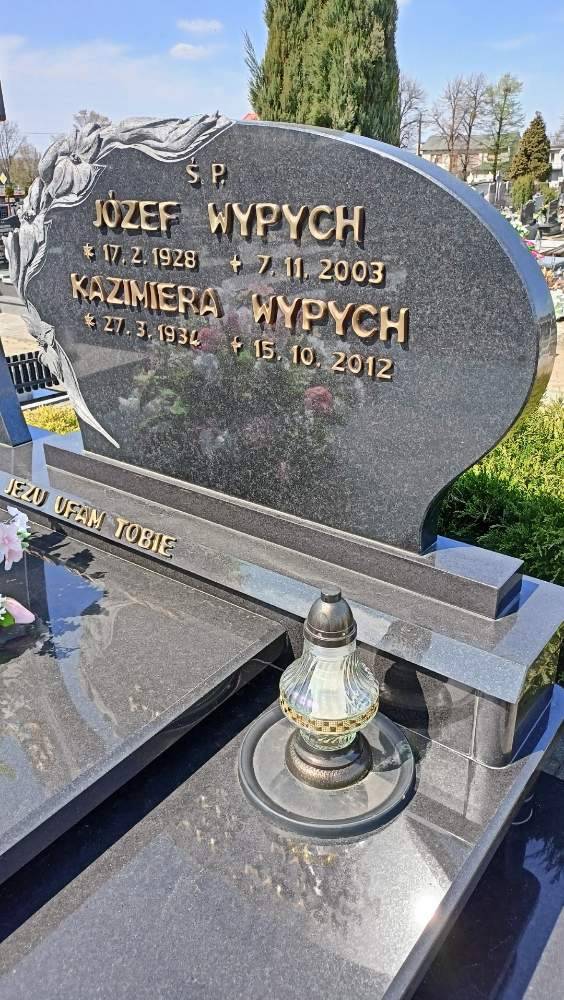 Ś P.
JÓZEF WYPYCH
* 17. 2. 1928 + 7. 11. 2003
KAZIMIERA WYPYCH
* 27. 3. 1934 + 15. 10. 2012
JEZU UFAM TOBIE